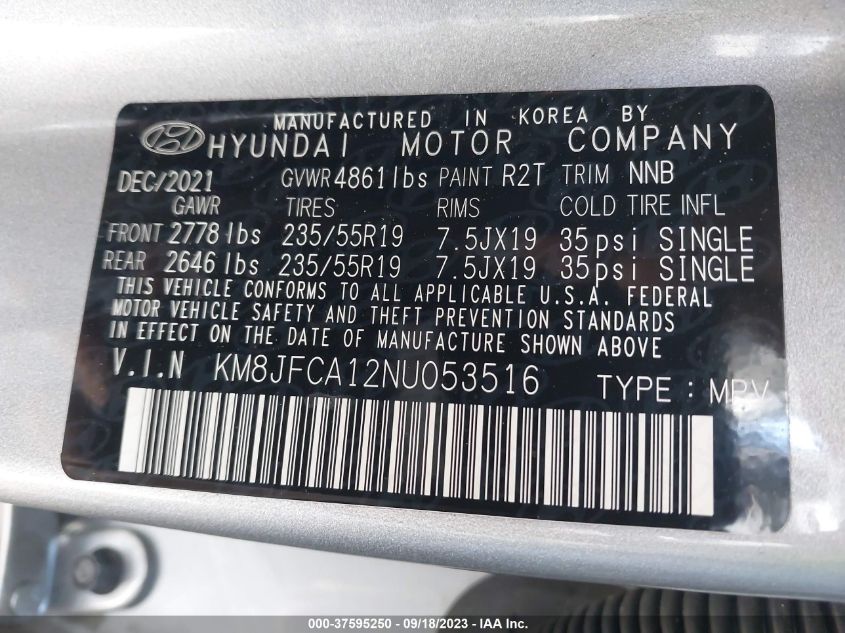 MANUFACTURED IN KOREA BY
HYUNDAI MOTOR COMPANY
DEC/2021 GVWR 4861 lbs PAINT R2T TRIM NNB
GAWR TIRES RIMS COLD TIRE INFL
FRONT 2778 lbs 235/55R19 7.5JX19 35psi SINGLE
REAR 2646 lbs 235/55R19 7.5JX19 35psi SINGLE
THIS VEHICLE CONFORMS TO ALL APPLICABLE U.S.A. FEDERAL
MOTOR VEHICLE SAFETY AND THEFT PREVENTION STANDARDS
IN EFFECT ON THE DATE OF MANUFACTURE SHOWN ABOVE.
V.I.N KM8JFCA12NU053516 TYPE : MPV
000-37595250 - 09/18/2023 - IAA Inc.